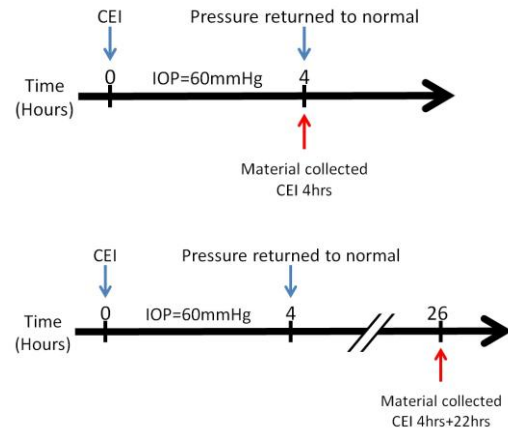 CEI Pressure returned to normal
Time (Hours)
0 IOP=60mmHg 4
Material collected
CEI 4hrs
CEI Pressure returned to normal
Time (Hours)
0 IOP=60mmHg 4 26
Material collected
CEI 4hrs+22hrs